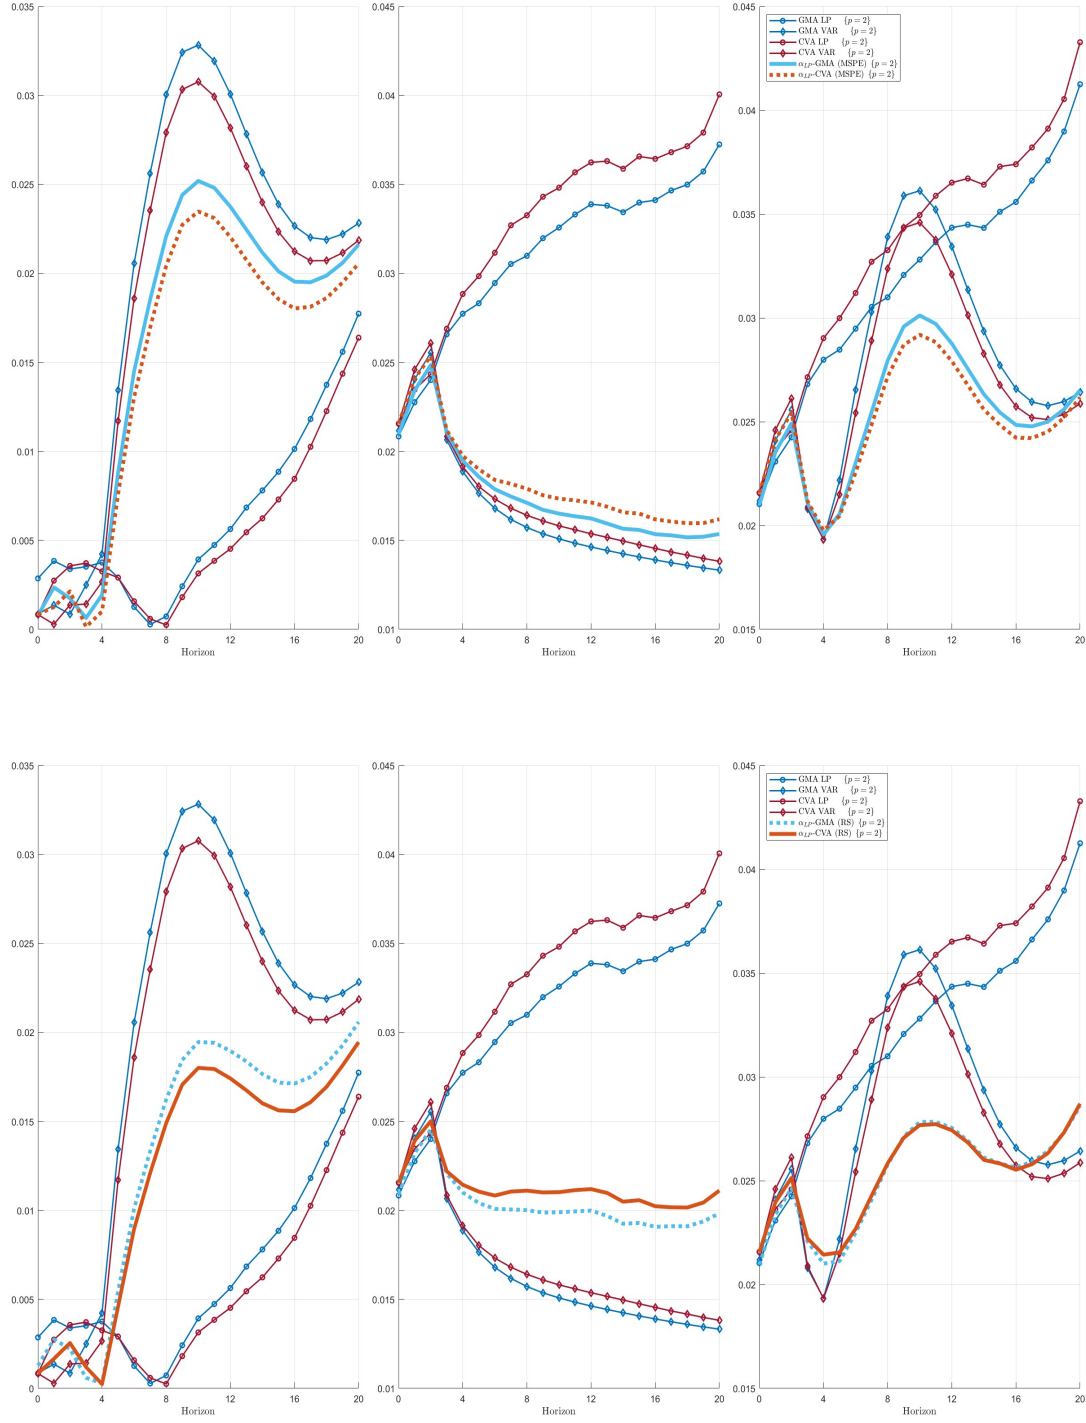 0.035
0.03
0.025
0.02
0.015
0.01
0.005
0
0 4 8 12 16 20
Horizon
0.045
0.04
0.035
0.03
0.025
0.02
0.015
0.01
0 4 8 12 16 20
Horizon
0.045
0.04
0.035
0.03
0.025
0.02
0.015
0 4 8 12 16 20
Horizon
GMA LP {p = 2}
GMA VAR {p = 2}
CVA LP {p = 2}
CVA VAR {p = 2}
α_LP-GMA (MSPE) {p = 2}
α_LP-CVA (MSPE) {p = 2}
0.035
0.03
0.025
0.02
0.015
0.01
0.005
0
0 4 8 12 16 20
Horizon
0.045
0.04
0.035
0.03
0.025
0.02
0.015
0.01
0 4 8 12 16 20
Horizon
0.045
0.04
0.035
0.03
0.025
0.02
0.015
0 4 8 12 16 20
Horizon
GMA LP {p = 2}
GMA VAR {p = 2}
CVA LP {p = 2}
CVA VAR {p = 2}
α_LP-GMA (RS) {p = 2}
α_LP-CVA (RS) {p = 2}